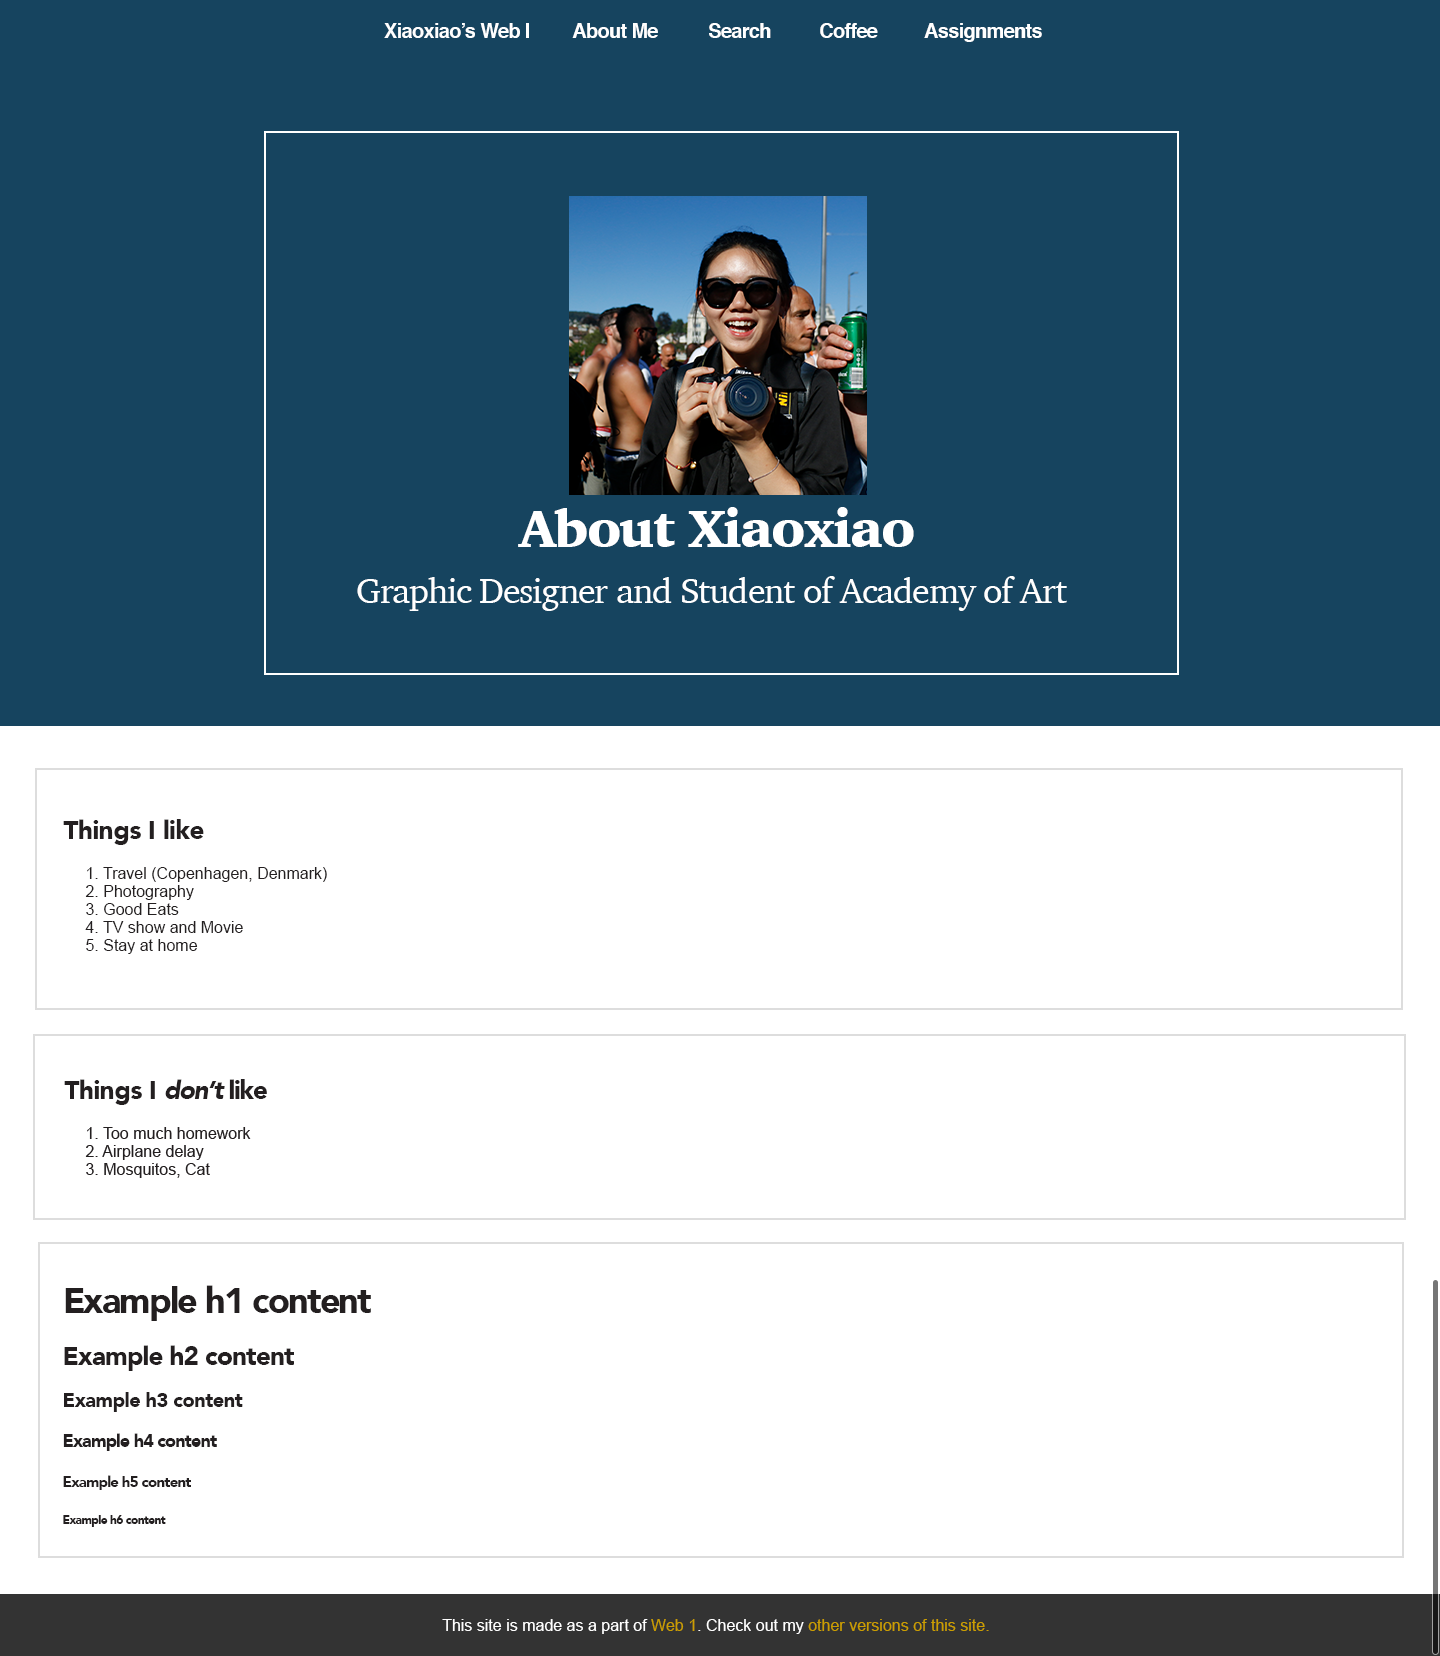 Xiaoxiao’s Web I About Me Search Coffee Assignments
About Xiaoxiao
Graphic Designer and Student of Academy of Art
Things I like
1. Travel (Copenhagen, Denmark)
2. Photography
3. Good Eats
4. TV show and Movie
5. Stay at home
Things I don’t like
1. Too much homework
2. Airplane delay
3. Mosquitos, Cat
Example h1 content
Example h2 content
Example h3 content
Example h4 content
Example h5 content
Example h6 content
This site is made as a part of Web 1. Check out my other versions of this site.